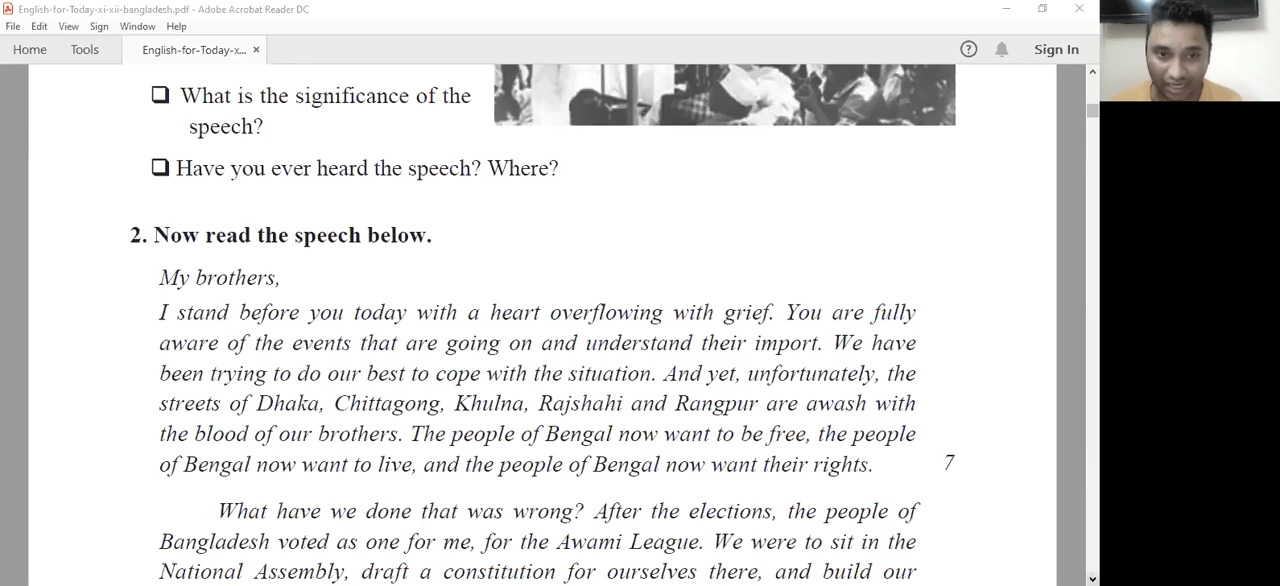 English-for-Today-xi-xii-bangladesh.pdf - Adobe Acrobat Reader DC
File Edit View Sign Window Help
Home Tools English-for-Today-x... × ? Sign In
What is the significance of the
speech?
Have you ever heard the speech? Where?
2. Now read the speech below.
My brothers,
I stand before you today with a heart overflowing with grief. You are fully
aware of the events that are going on and understand their import. We have
been trying to do our best to cope with the situation. And yet, unfortunately, the
streets of Dhaka, Chittagong, Khulna, Rajshahi and Rangpur are awash with
the blood of our brothers. The people of Bengal now want to be free, the people
of Bengal now want to live, and the people of Bengal now want their rights.
7
What have we done that was wrong? After the elections, the people of
Bangladesh voted as one for me, for the Awami League. We were to sit in the
National Assembly, draft a constitution for ourselves there, and build our